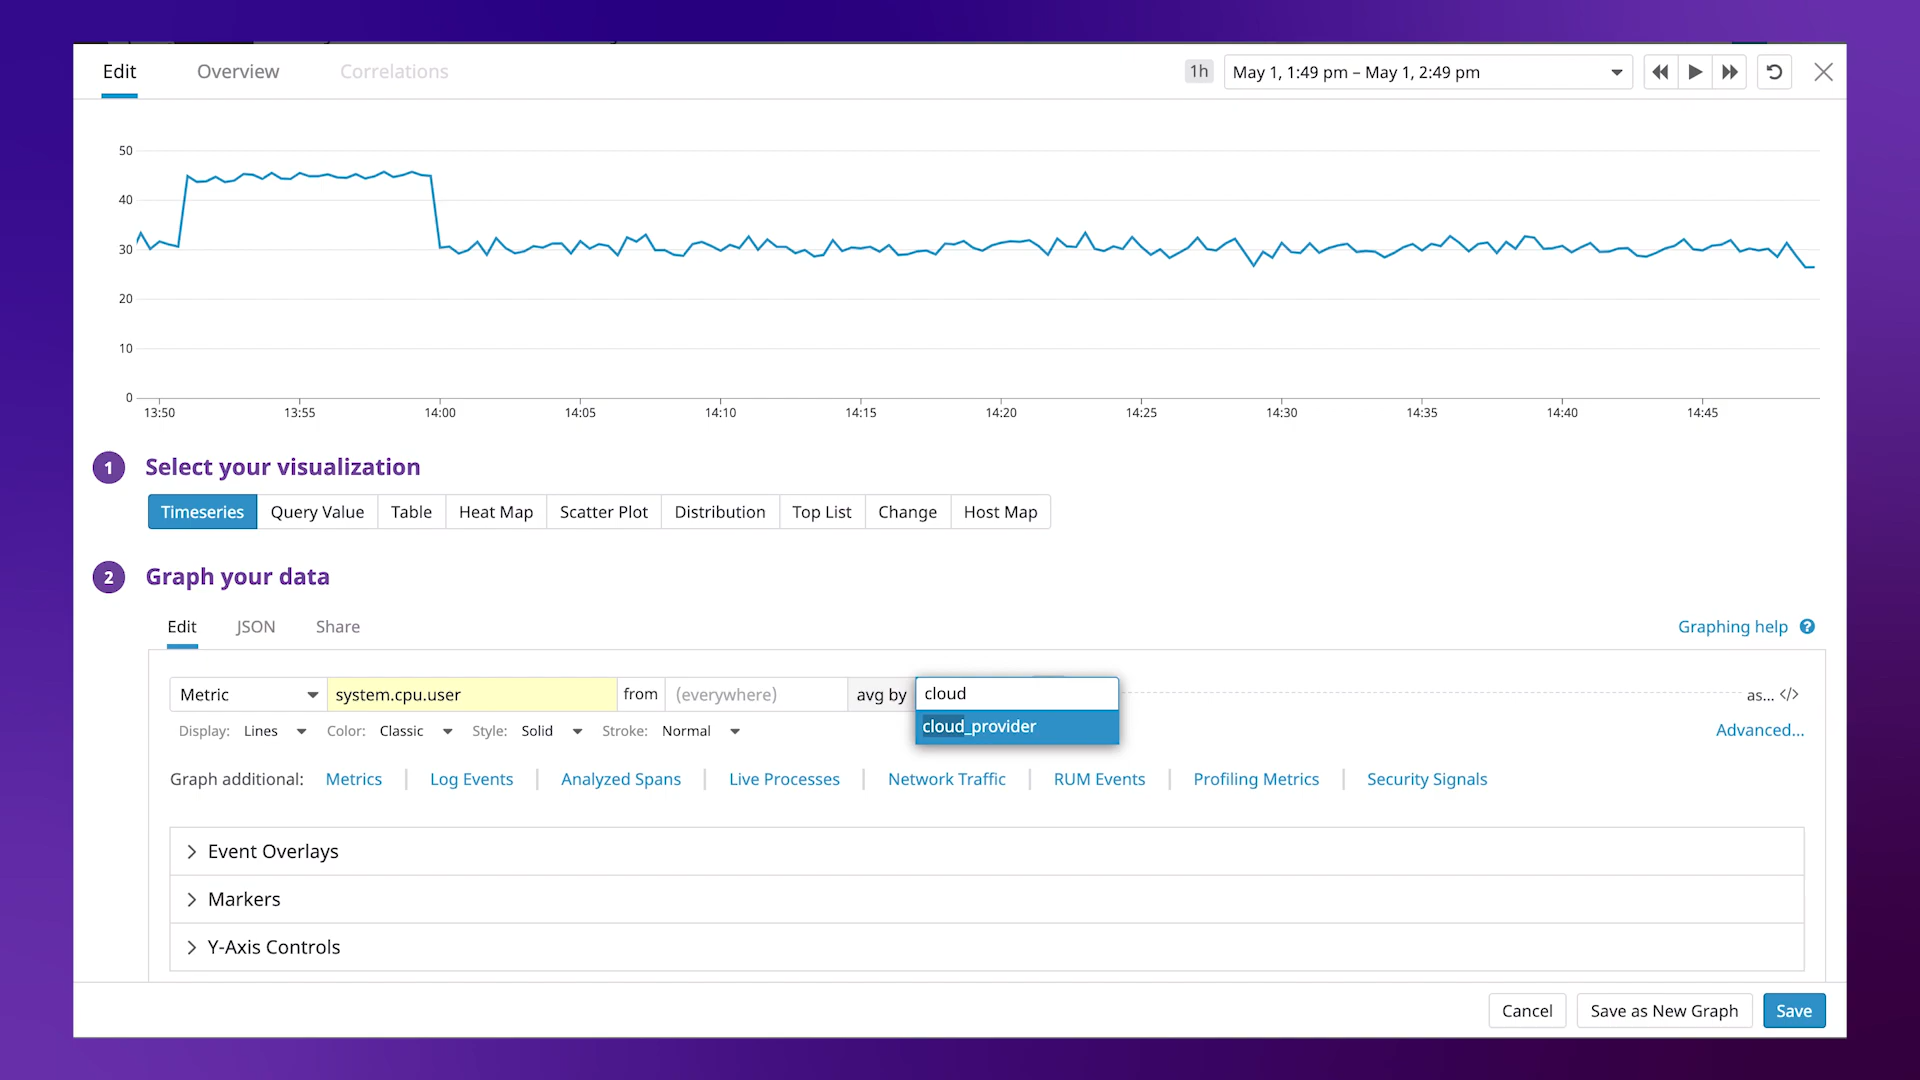 Edit Overview Correlations 1h May 1, 1:49 pm – May 1, 2:49 pm
50
40
30
20
10
0
13:50 13:55 14:00 14:05 14:10 14:15 14:20 14:25 14:30 14:35 14:40 14:45
1 Select your visualization
Timeseries Query Value Table Heat Map Scatter Plot Distribution Top List Change Host Map
2 Graph your data
Edit JSON Share Graphing help ?
Metric system.cpu.user from (everywhere) avg by cloud as... </>
cloud_provider
Display: Lines Color: Classic Style: Solid Stroke: Normal Advanced...
Graph additional: Metrics | Log Events | Analyzed Spans | Live Processes | Network Traffic | RUM Events | Profiling Metrics | Security Signals
Event Overlays
Markers
Y-Axis Controls
Cancel Save as New Graph Save